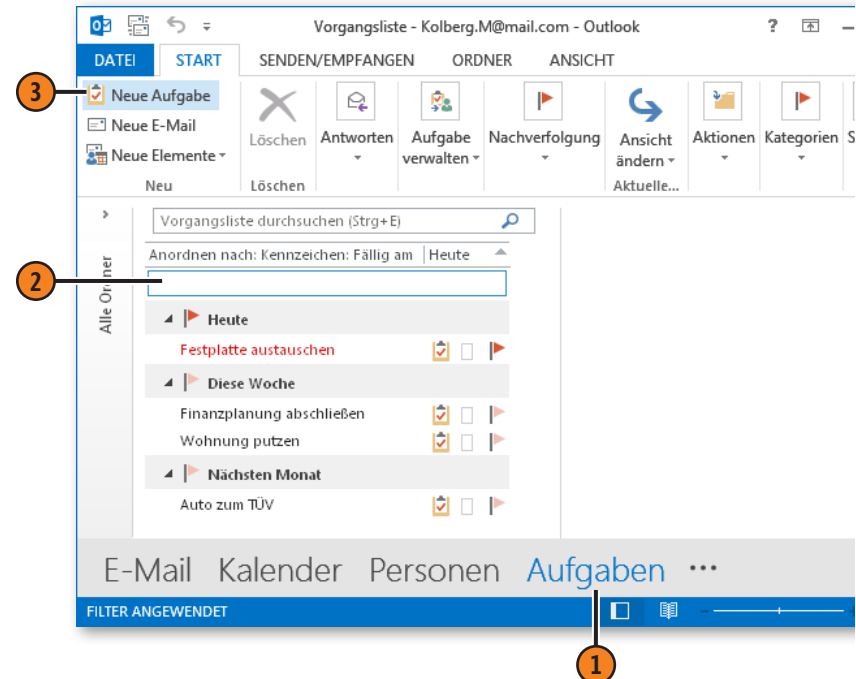 Vorgangsliste - Kolberg.M@mail.com - Outlook ?
DATEI START SENDEN/EMPFANGEN ORDNER ANSICHT
3
Neue Aufgabe
Neue E-Mail
Neue Elemente
Neu
Löschen
Löschen
Antworten
Aufgabe
verwalten
Nachverfolgung
Ansicht
ändern
Aktuelle...
Aktionen
Kategorien
S
Vorgangsliste durchsuchen (Strg+E)
Alle Ordner
Anordnen nach: Kennzeichen: Fällig am Heute
2
Heute
Festplatte austauschen
Diese Woche
Finanzplanung abschließen
Wohnung putzen
Nächsten Monat
Auto zum TÜV
E-Mail Kalender Personen Aufgaben •••
FILTER ANGEWENDET
1